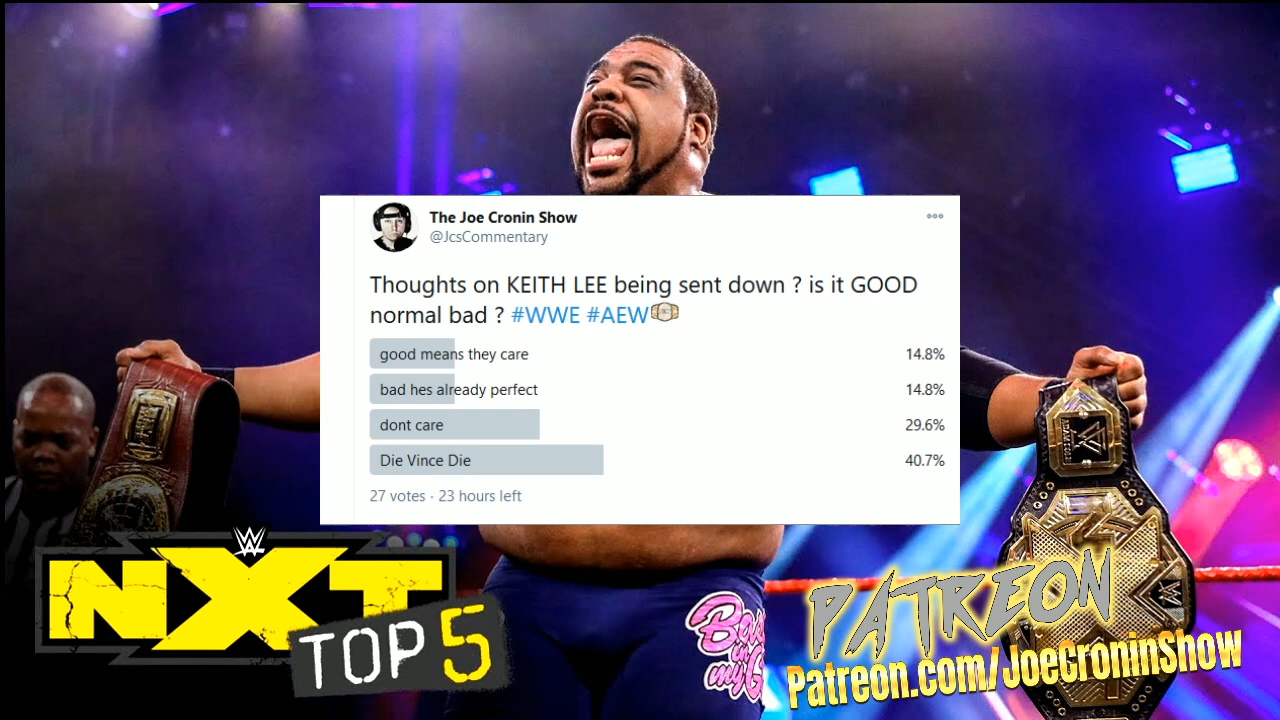 The Joe Cronin Show
@JcsCommentary
Thoughts on KEITH LEE being sent down ? is it GOOD
normal bad ? #WWE #AEW
good means they care 14.8%
bad hes already perfect 14.8%
dont care 29.6%
Die Vince Die 40.7%
27 votes · 23 hours left
W
NXT
TOP 5
PATREON
Patreon.com/JoeCroninShow